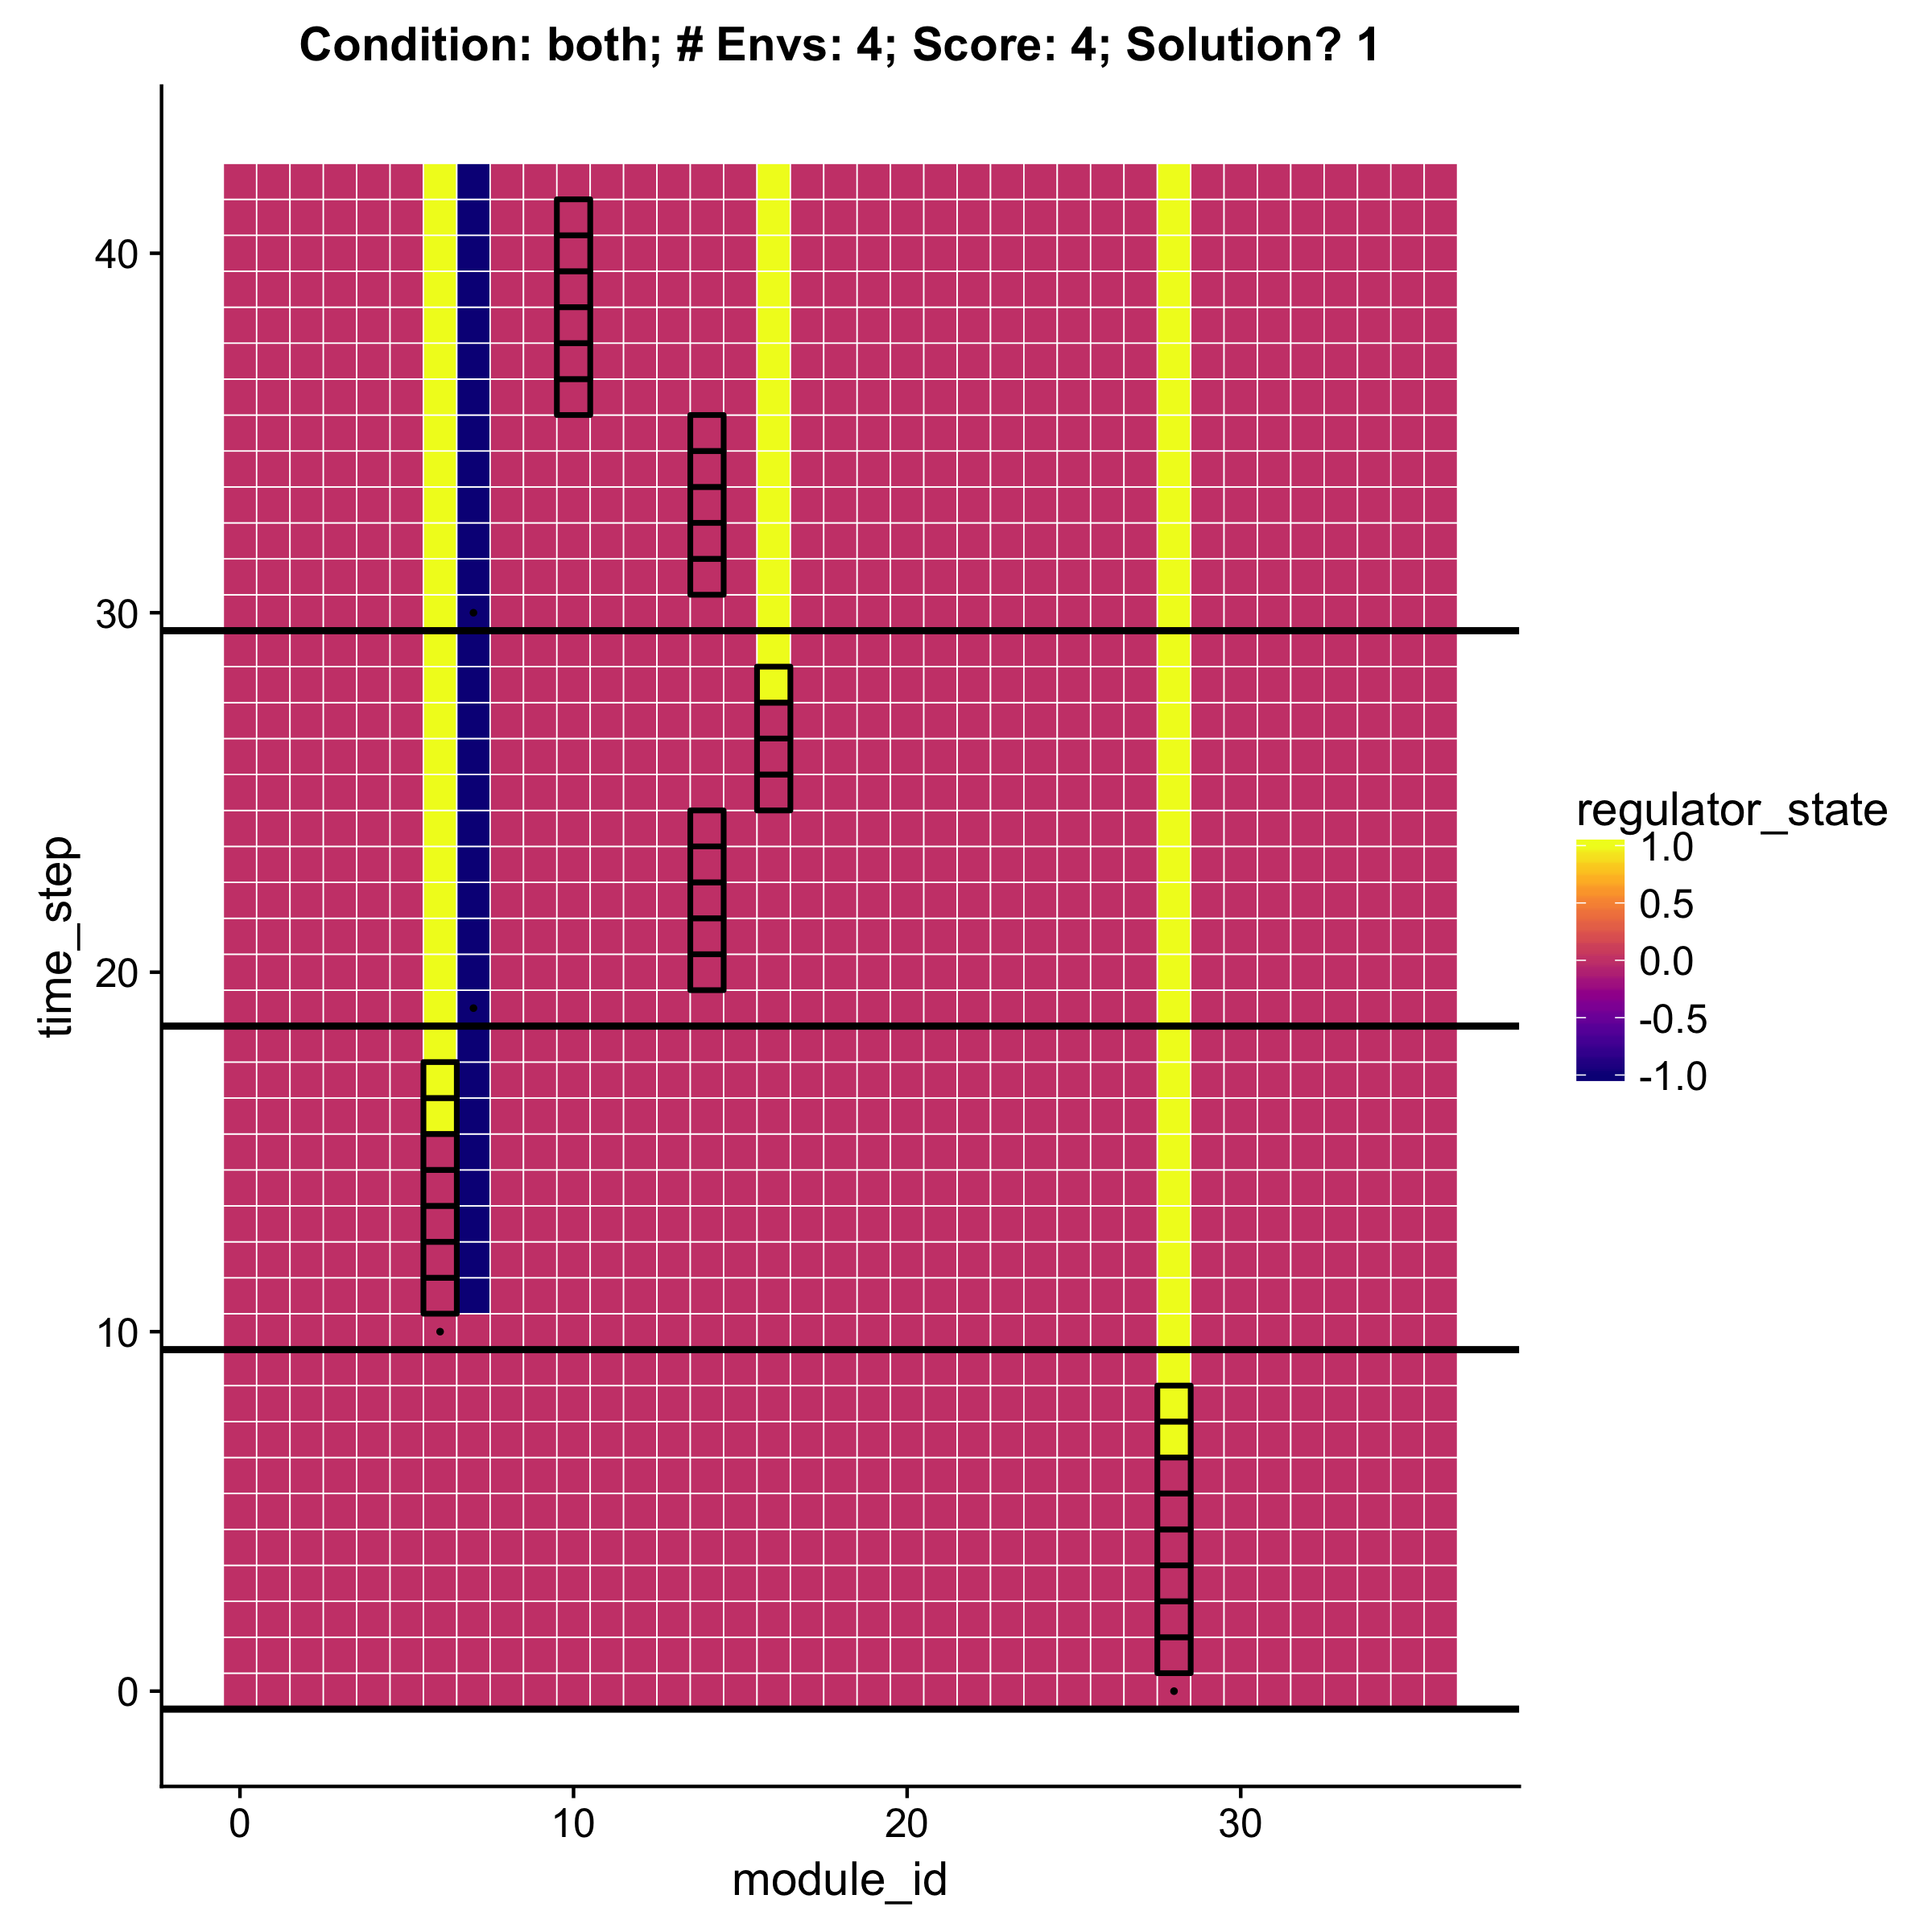 Condition: both; # Envs: 4; Score: 4; Solution? 1
time_step
40
30
20
10
0
0 10 20 30
module_id
regulator_state
1.0
0.5
0.0
-0.5
-1.0